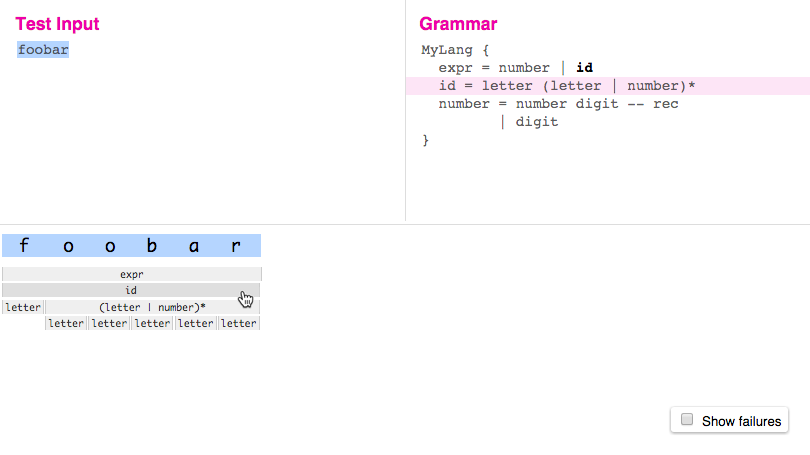 Test Input
foobar
Grammar
MyLang {
  expr = number | id
  id = letter (letter | number)*
  number = number digit -- rec
         | digit
}
f o o b a r
expr
id
letter (letter | number)*
letter letter letter letter letter
Show failures